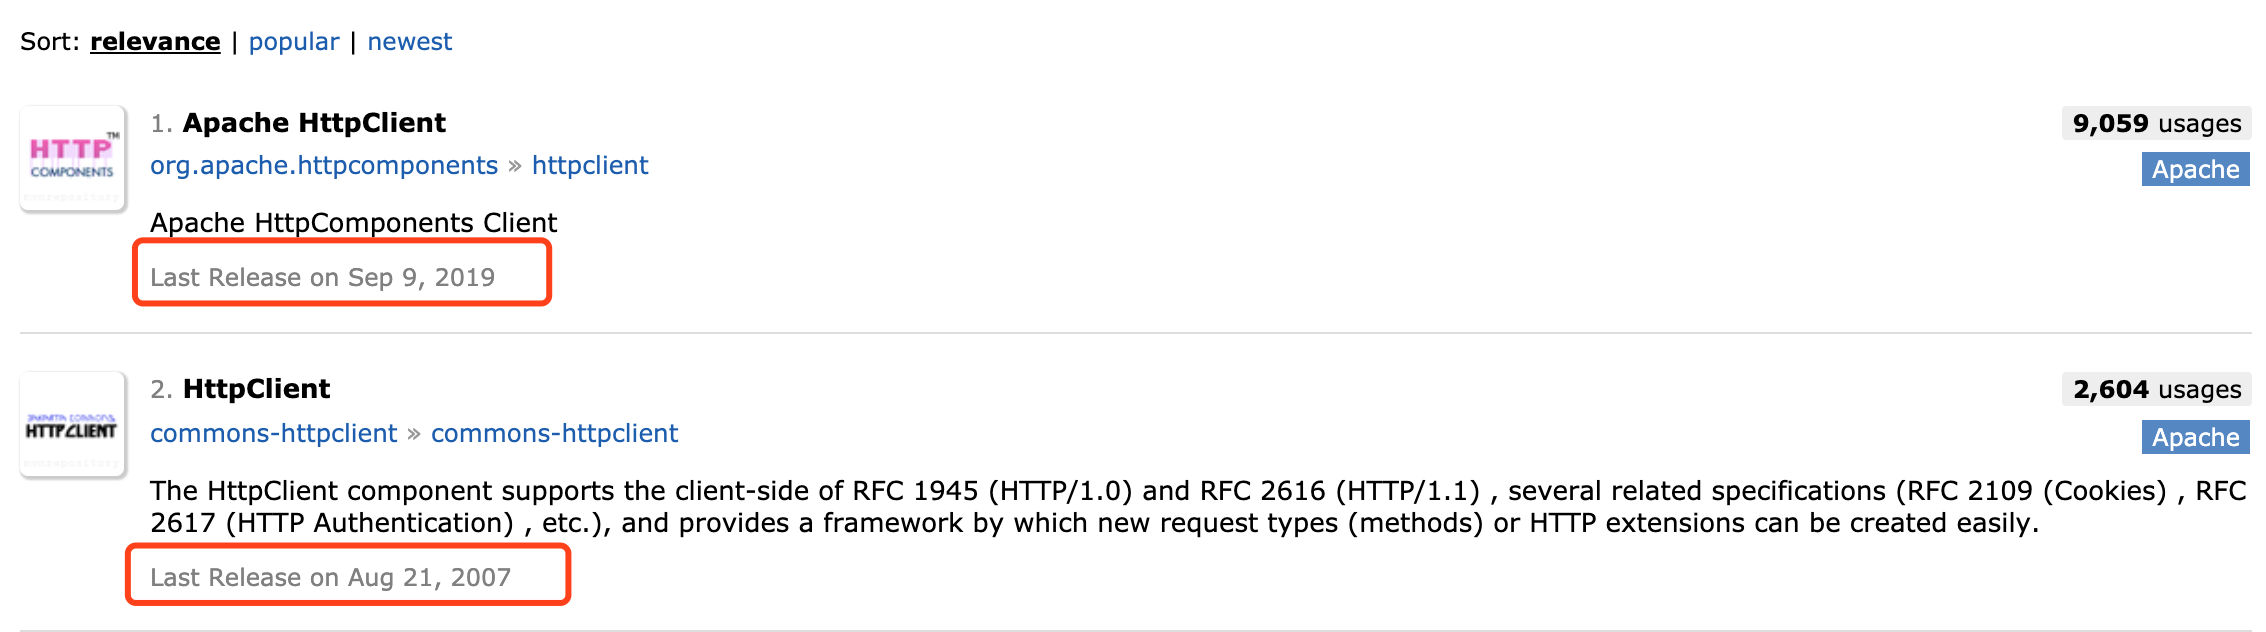 Sort: relevance | popular | newest
HTTP™
COMPONENTS
mvnrepository
1. Apache HttpClient
9,059 usages
org.apache.httpcomponents » httpclient
Apache
Apache HttpComponents Client
Last Release on Sep 9, 2019
JAKARTA COMMONS
HTTPCLIENT
mvnrepository
2. HttpClient
2,604 usages
commons-httpclient » commons-httpclient
Apache
The HttpClient component supports the client-side of RFC 1945 (HTTP/1.0) and RFC 2616 (HTTP/1.1) , several related specifications (RFC 2109 (Cookies) , RFC
2617 (HTTP Authentication) , etc.), and provides a framework by which new request types (methods) or HTTP extensions can be created easily.
Last Release on Aug 21, 2007